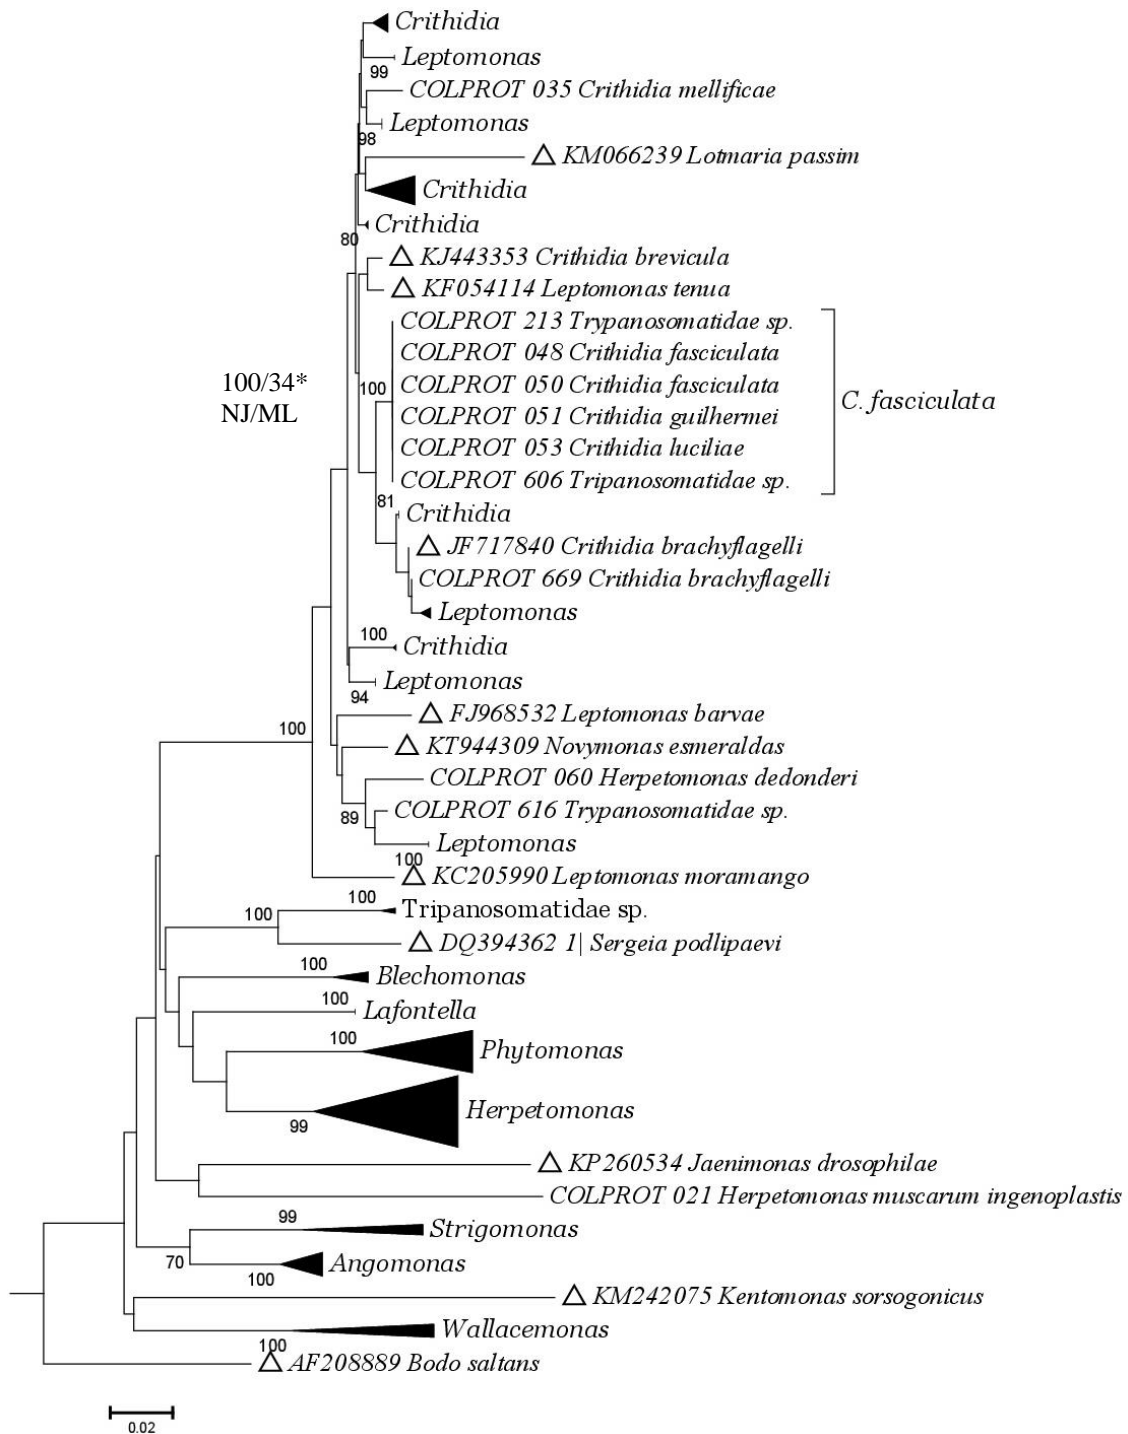 Crithidia
Leptomonas
99
COLPROT 035 Crithidia mellificae
Leptomonas
98
KM066239 Lotmaria passim
Crithidia
Crithidia
80
KJ443353 Crithidia brevicula
KF054114 Leptomonas tenua
COLPROT 213 Trypanosomatidae sp.
COLPROT 048 Crithidia fasciculata
100/34*
NJ/ML
100
COLPROT 050 Crithidia fasciculata
C. fasciculata
COLPROT 051 Crithidia guilhermei
COLPROT 053 Crithidia luciliae
COLPROT 606 Tripanosomatidae sp.
81
Crithidia
JF717840 Crithidia brachyflagelli
COLPROT 669 Crithidia brachyflagelli
Leptomonas
100
Crithidia
Leptomonas
94
FJ968532 Leptomonas barvae
100
KT944309 Novymonas esmeraldas
COLPROT 060 Herpetomonas dedonderi
COLPROT 616 Trypanosomatidae sp.
89
Leptomonas
100
KC205990 Leptomonas moramango
100
Tripanosomatidae sp.
100
DQ394362 1| Sergeia podlipaevi
100
Blechomonas
100
Lafontella
100
Phytomonas
Herpetomonas
99
KP260534 Jaenimonas drosophilae
COLPROT 021 Herpetomonas muscarum ingenoplastis
99
Strigomonas
70
Angomonas
100
KM242075 Kentomonas sorsogonicus
Wallacemonas
100
AF208889 Bodo saltans
0.02